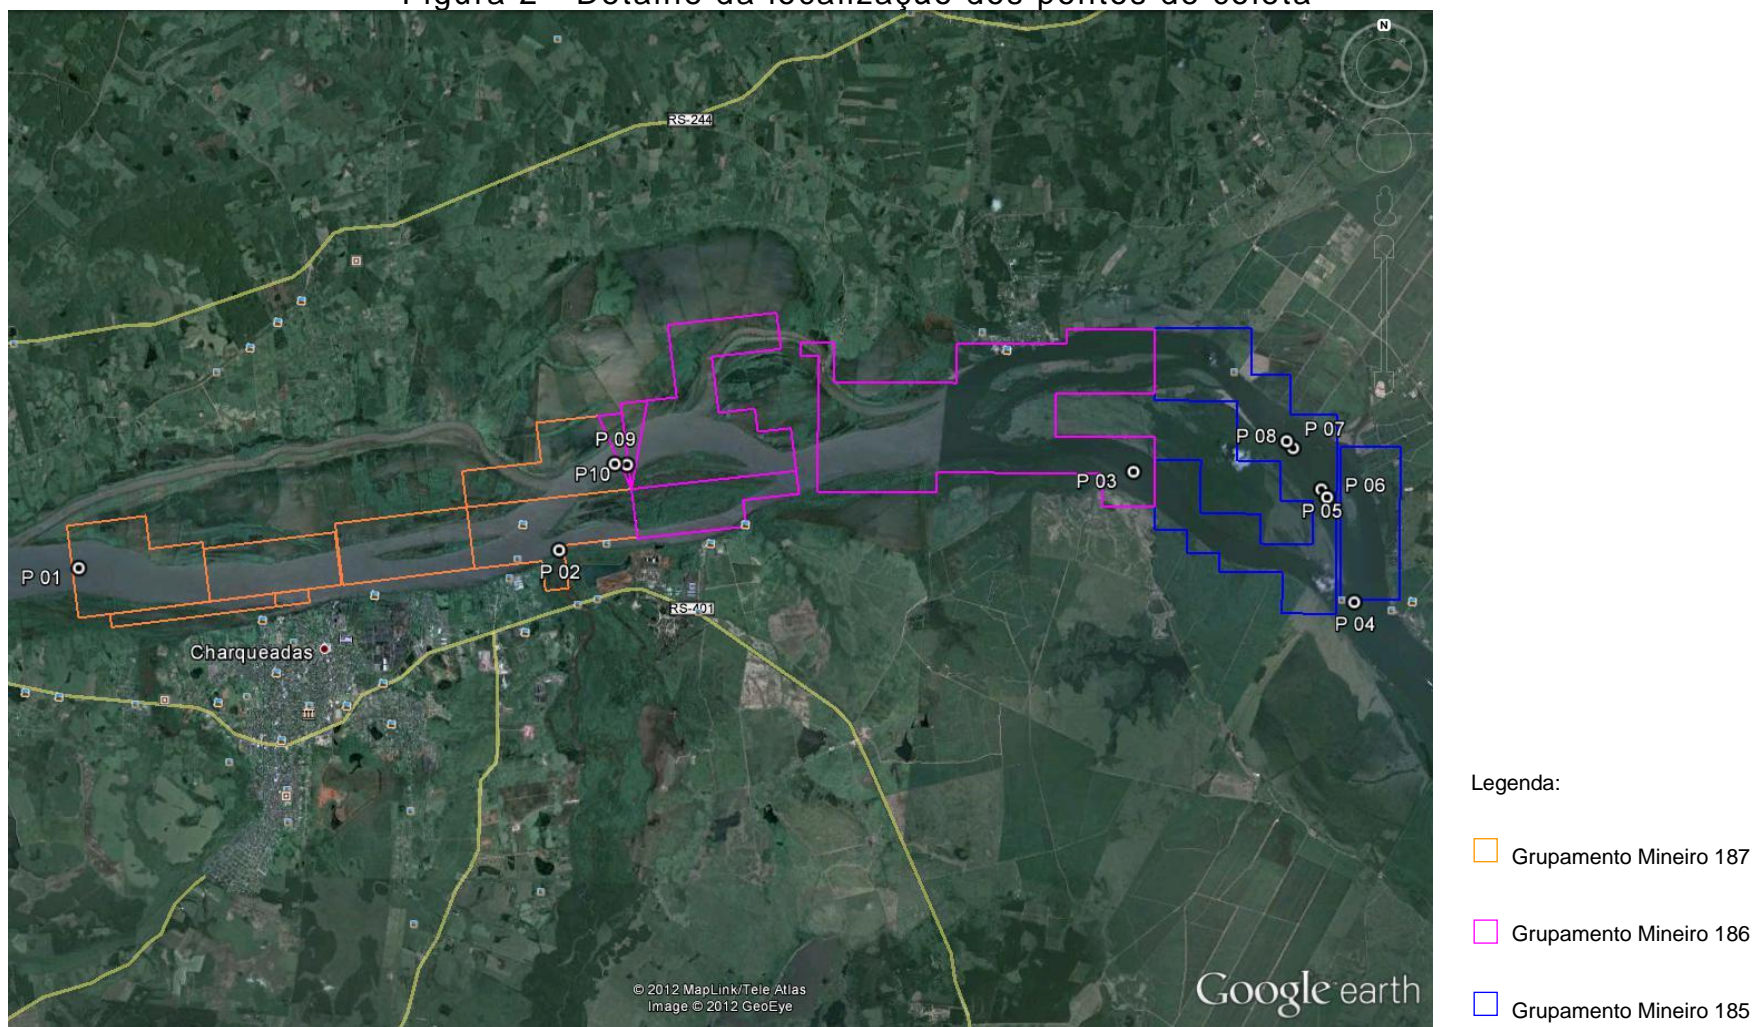 Figura 2 - Detalhe da localização dos pontos de coleta
N
RS-244
P 09
P10
P 07
P 08
P 03
P 06
P 05
P 01
P 02
RS-401
P 04
Charqueadas
Legenda:
Grupamento Mineiro 187
Grupamento Mineiro 186
Grupamento Mineiro 185
© 2012 MapLink/Tele Atlas
Image © 2012 GeoEye
Google earth